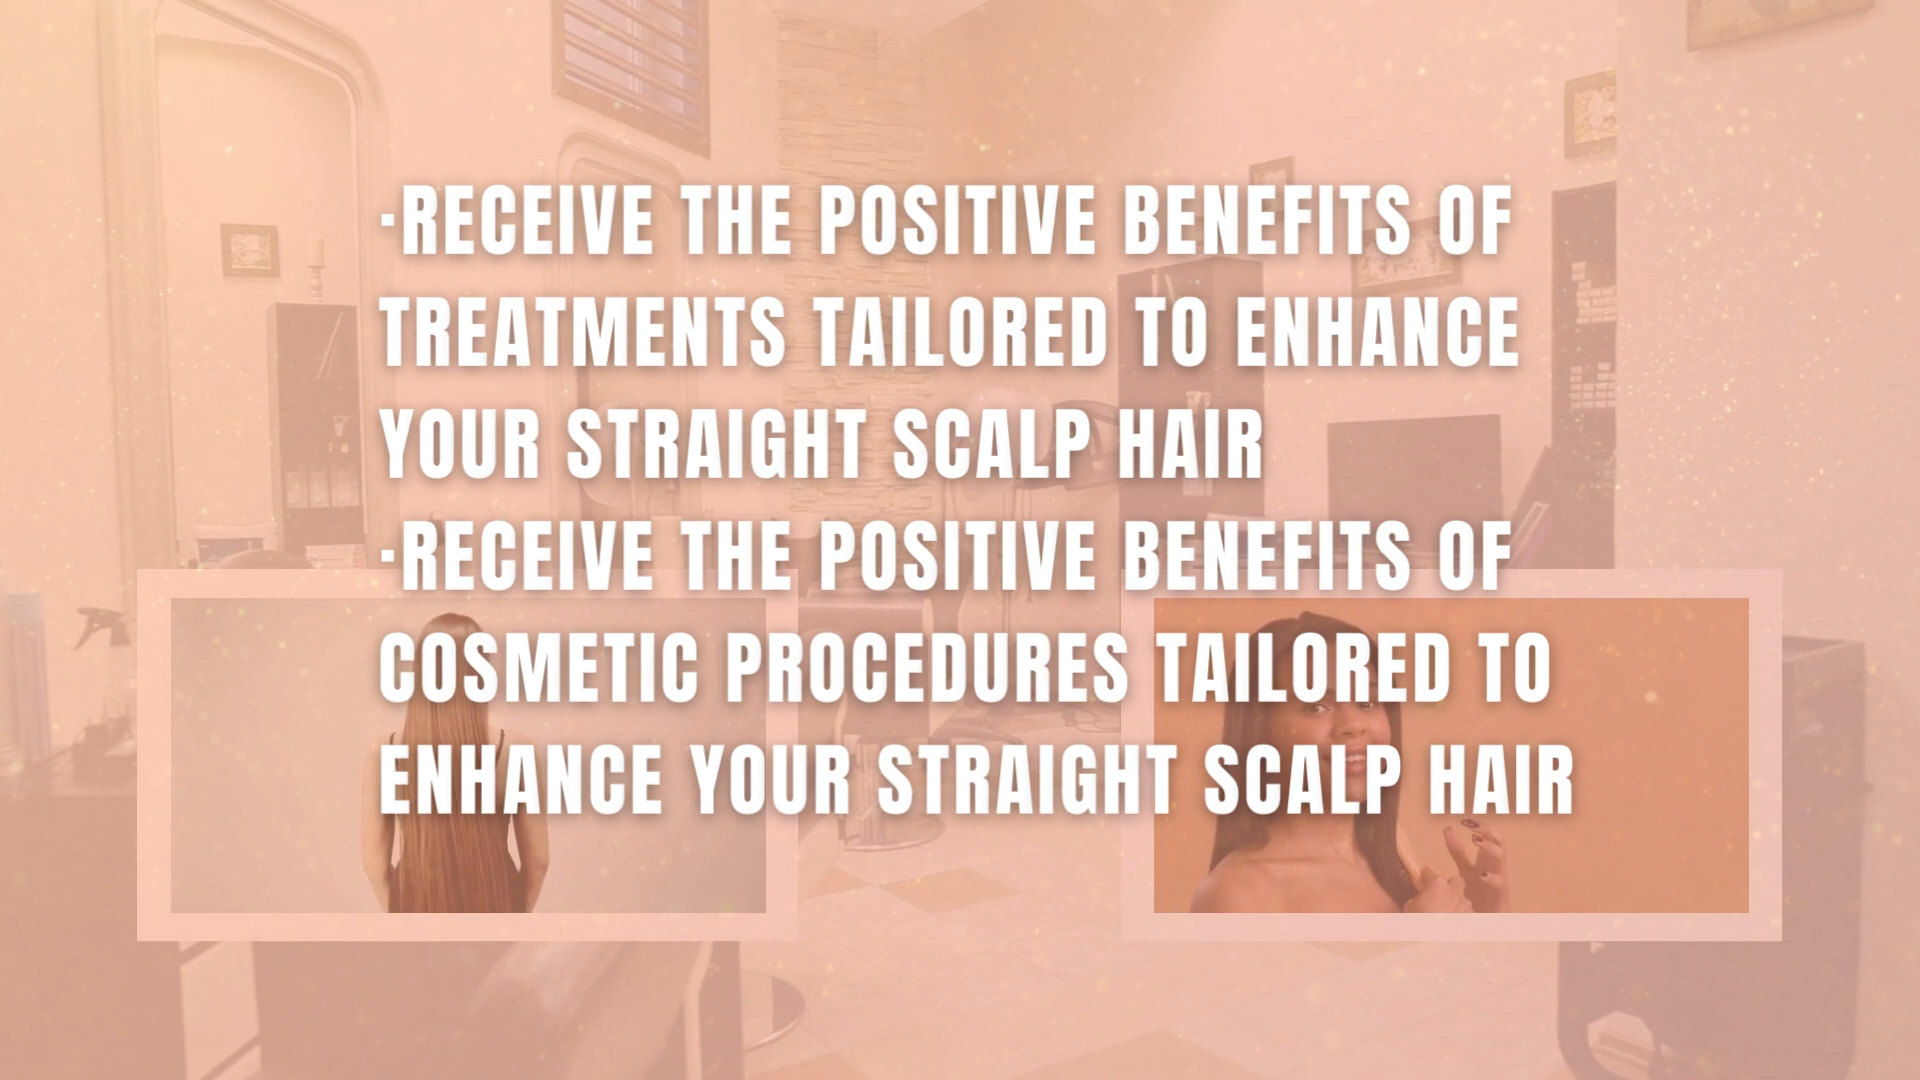 ·RECEIVE THE POSITIVE BENEFITS OF
TREATMENTS TAILORED TO ENHANCE
YOUR STRAIGHT SCALP HAIR
·RECEIVE THE POSITIVE BENEFITS OF
COSMETIC PROCEDURES TAILORED TO
ENHANCE YOUR STRAIGHT SCALP HAIR